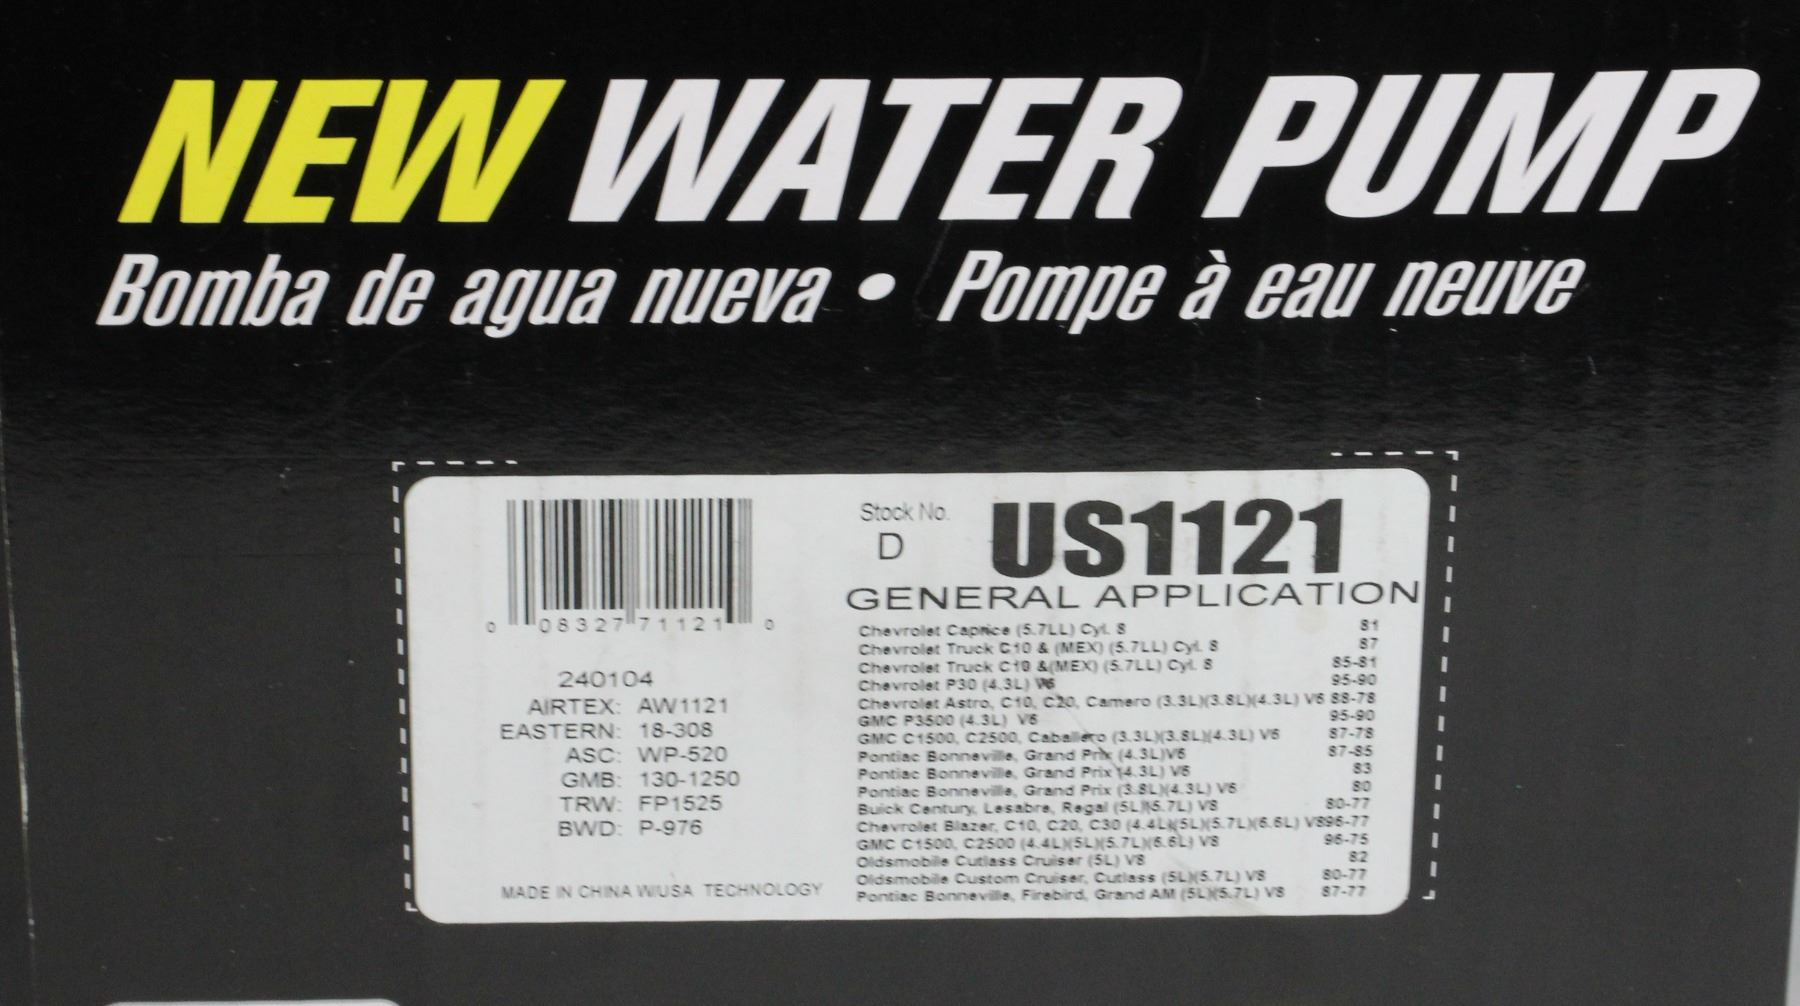 NEW WATER PUMP
Bomba de agua nueva • Pompe à eau neuve
0 08327 71121 0
240104
AIRTEX: AW1121
EASTERN: 18-308
ASC: WP-520
GMB: 130-1250
TRW: FP1525
BWD: P-976
MADE IN CHINA W/USA TECHNOLOGY
Stock No. US1121
D
GENERAL APPLICATION
Chevrolet Caprice (5.7LL) Cyl. 8 81
Chevrolet Truck C10 & (MEX) (5.7LL) Cyl. 8 87
Chevrolet Truck C10 &(MEX) (5.7LL) Cyl. 8 85-81
Chevrolet P30 (4.3L) V6 95-90
Chevrolet Astro, C10, C20, Camero (3.3L)(3.8L)(4.3L) V6 88-78
GMC P3500 (4.3L) V6 95-90
GMC C1500, C2500, Caballero (3.3L)(3.8L)(4.3L) V6 87-78
Pontiac Bonneville, Grand Prix (4.3L)V6 87-85
Pontiac Bonneville, Grand Prix (4.3L) V6 83
Pontiac Bonneville, Grand Prix (3.8L)(4.3L) V6 80
Buick Century, Lesabre, Regal (5L)(5.7L) V8 80-77
Chevrolet Blazer, C10, C20, C30 (4.4L)(5L)(5.7L)(6.6L) V896-77
GMC C1500, C2500 (4.4L)(5L)(5.7L)(6.6L) V8 96-75
Oldsmobile Cutlass Cruiser (5L) V8 82
Oldsmobile Custom Cruiser, Cutlass (5L)(5.7L) V8 80-77
Pontiac Bonneville, Firebird, Grand AM (5L)(5.7L) V8 87-77